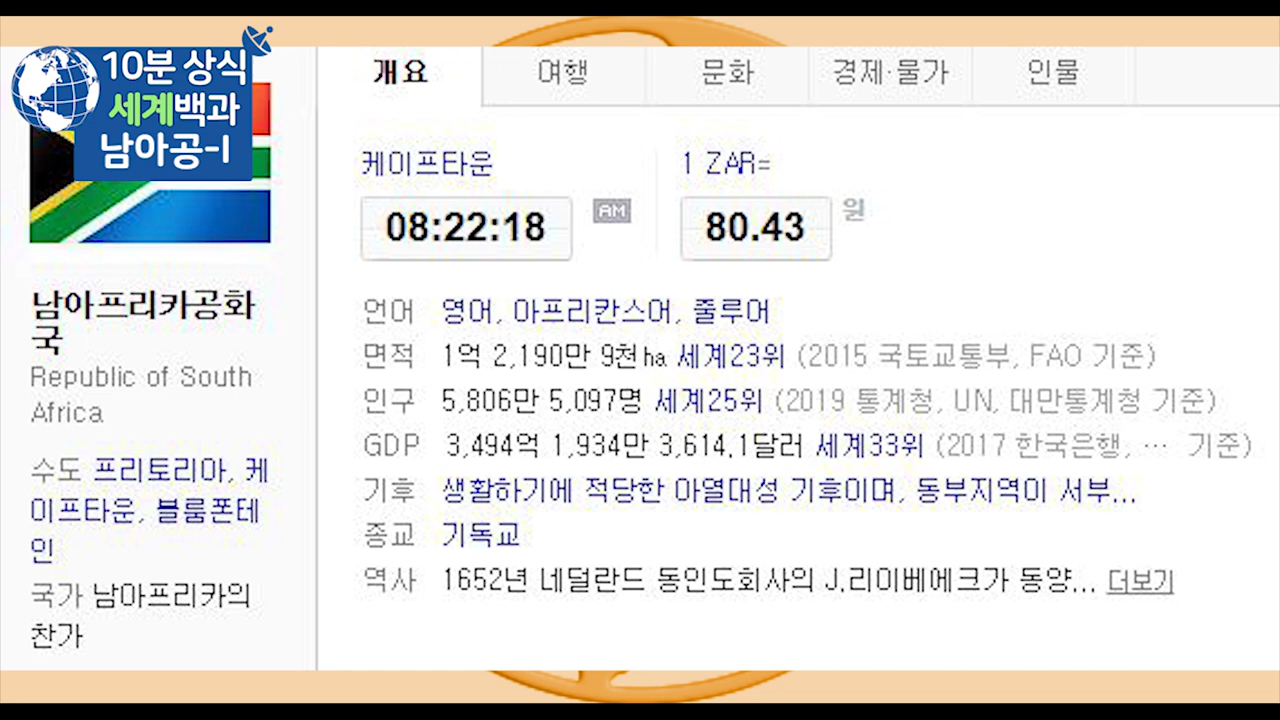 10분 상식
세계백과
남아공-I
남아프리카공화
국
Republic of South
Africa
수도 프리토리아, 케
이프타운, 블룸폰테
인
국가 남아프리카의
찬가
개요 여행 문화 경제·물가 인물
케이프타운 1 ZAR=
08:22:18 AM 80.43 원
언어 영어, 아프리칸스어, 줄루어
면적 1억 2,190만 9천ha 세계23위 (2015 국토교통부, FAO 기준)
인구 5,806만 5,097명 세계25위 (2019 통계청, UN, 대만통계청 기준)
GDP 3,494억 1,934만 3,614.1달러 세계33위 (2017 한국은행, … 기준)
기후 생활하기에 적당한 아열대성 기후이며, 동부지역이 서부...
종교 기독교
역사 1652년 네덜란드 동인도회사의 J.리이베에크가 동양... 더보기